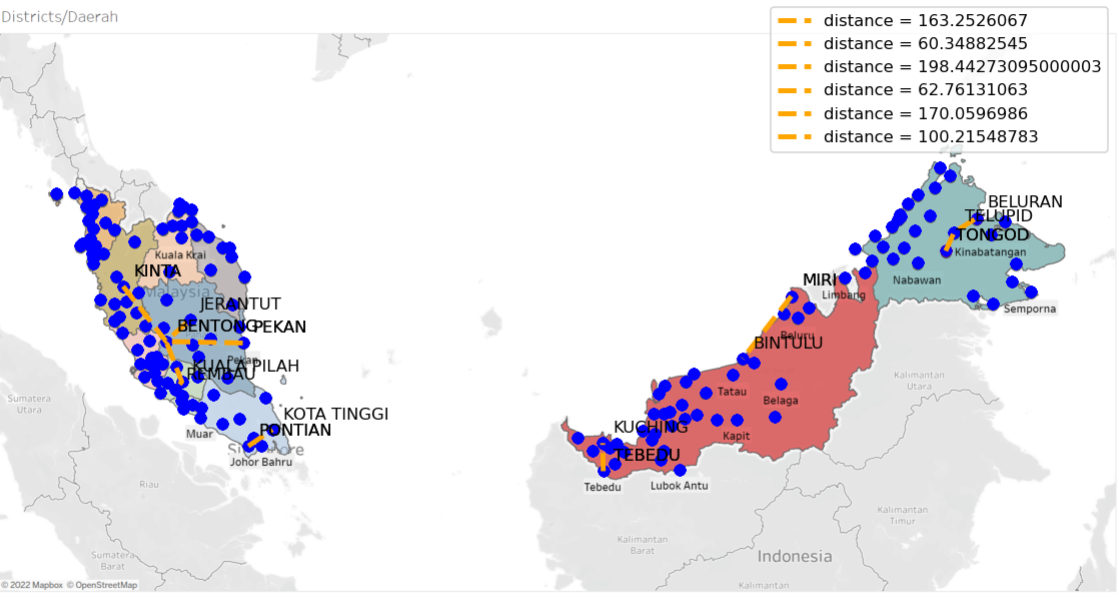 Districts/Daerah
distance = 163.2526067
distance = 60.34882545
distance = 198.44273095000003
distance = 62.76131063
distance = 170.0596986
distance = 100.21548783
BELURAN
TELUPID
TONGOD
Kinabatangan
Kuala Krai
KINTA
Malaysia
MIRI
Nabawan
Limbang
Semporna
JERANTUT
BENTONG
PEKAN
Beluru
BINTULU
Pekan
KUALA PILAH
REMBAU
Tatau
Belaga
Kalimantan
Utara
Sumatera
Utara
KOTA TINGGI
Muar
PONTIAN
KUCHING
Kapit
Johor Bahru
TEBEDU
Tebedu
Lubok Antu
Riau
Kalimantan
Timur
Kalimantan
Barat
Sumatera
Barat
Indonesia
Kalimantan
© 2022 Mapbox © OpenStreetMap